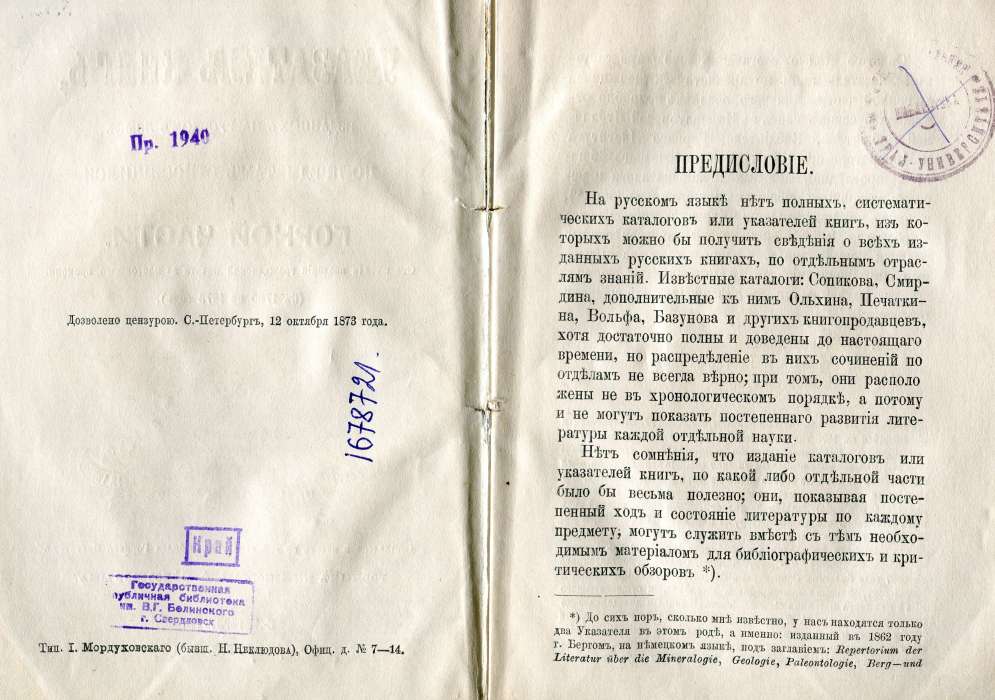 Пр. 1940
Дозволено цензурою. С.-Петербургъ, 12 октября 1873 года.
1678721.
Край
Государственная
публичная библиотека
им. В.Г. Белинского
г. Свердловск
Тип. І. Мордуховскаго (бывш. Н. Неклюдова), Офиц. д. № 7—14.
УРАЛ. УНИВЕРС
ПРЕДИСЛОВІЕ.
На русскомъ языкѣ нѣтъ полныхъ, системати-
ческихъ каталоговъ или указателей книгъ, изъ ко-
торыхъ можно бы получить свѣдѣнія о всѣхъ из-
данныхъ русскихъ книгахъ, по отдѣльнымъ отрас-
лямъ знаній. Извѣстные каталоги: Сопикова, Смир-
дина, дополнительные къ нимъ Ольхина, Печатки-
на, Вольфа, Базунова и другихъ книгопродавцевъ,
хотя достаточно полны и доведены до настоящаго
времени, но распредѣленіе въ нихъ сочиненій по
отдѣламъ не всегда вѣрно; при томъ, они располо
жены не въ хронологическомъ порядкѣ, а потому
и не могутъ показать постепеннаго развитія лите-
ратуры каждой отдѣльной науки.
Нѣтъ сомнѣнія, что изданіе каталоговъ или
указателей книгъ, по какой либо отдѣльной части
было бы весьма полезно; они, показывая посте-
пенный ходъ и состояніе литературы по каждому
предмету, могутъ служить вмѣстѣ съ тѣмъ необхо-
димымъ матеріаломъ для библіографическихъ и кри-
тическихъ обзоровъ *).
*) До сихъ поръ, сколько мнѣ извѣстно, у насъ находятся только
два Указателя въ этомъ родѣ, а именно: изданный въ 1862 году
г. Бергомъ, на нѣмецкомъ языкѣ, подъ заглавіемъ: Repertorium der
Literatur über die Mineralogie, Geologie, Paleontologie, Berg—und